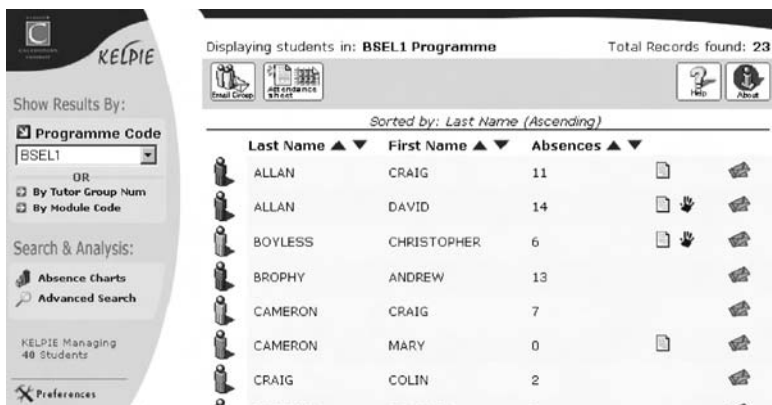 KELPIE
Show Results By:
Programme Code
BSEL1
OR
By Tutor Group Num
By Module Code
Search & Analysis:
Absence Charts
Advanced Search
KELPIE Managing
40 Students
Preferences
Displaying students in: BSEL1 Programme Total Records found: 23
Email Group Attendance Sheet Help About
Sorted by: Last Name (Ascending)
Last Name ▲ ▼ First Name ▲ ▼ Absences ▲ ▼
ALLAN CRAIG 11
ALLAN DAVID 14
BOYLESS CHRISTOPHER 6
BROPHY ANDREW 13
CAMERON CRAIG 7
CAMERON MARY 0
CRAIG COLIN 2